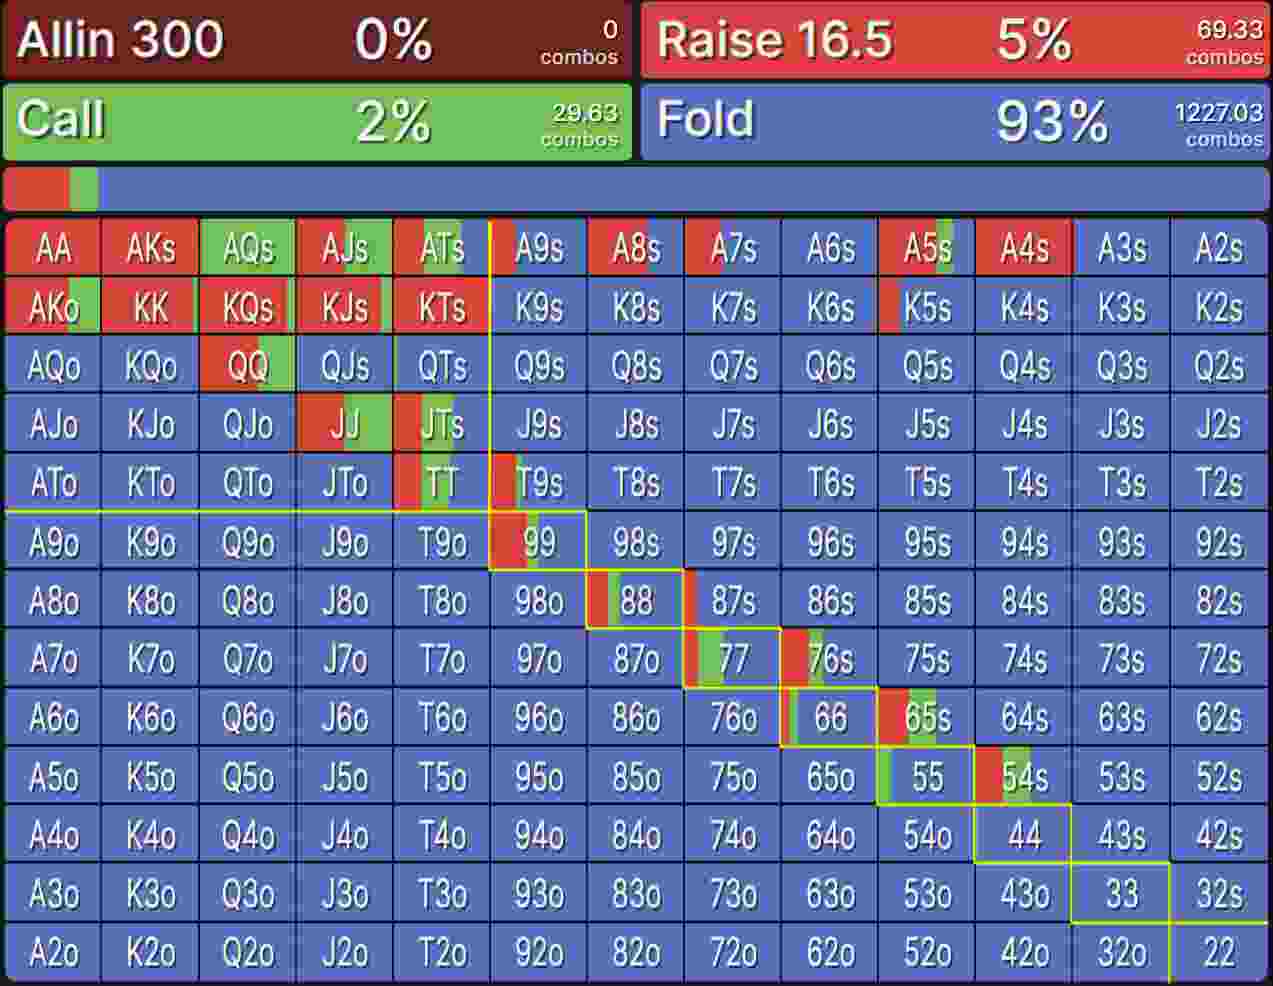 Allin 300 0% 0 combos Raise 16.5 5% 69.33 combos
Call 2% 29.63 combos Fold 93% 1227.03 combos
AA AKs AQs AJs ATs A9s A8s A7s A6s A5s A4s A3s A2s
AKo KK KQs KJs KTs K9s K8s K7s K6s K5s K4s K3s K2s
AQo KQo QQ QJs QTs Q9s Q8s Q7s Q6s Q5s Q4s Q3s Q2s
AJo KJo QJo JJ JTs J9s J8s J7s J6s J5s J4s J3s J2s
ATo KTo QTo JTo TT T9s T8s T7s T6s T5s T4s T3s T2s
A9o K9o Q9o J9o T9o 99 98s 97s 96s 95s 94s 93s 92s
A8o K8o Q8o J8o T8o 98o 88 87s 86s 85s 84s 83s 82s
A7o K7o Q7o J7o T7o 97o 87o 77 76s 75s 74s 73s 72s
A6o K6o Q6o J6o T6o 96o 86o 76o 66 65s 64s 63s 62s
A5o K5o Q5o J5o T5o 95o 85o 75o 65o 55 54s 53s 52s
A4o K4o Q4o J4o T4o 94o 84o 74o 64o 54o 44 43s 42s
A3o K3o Q3o J3o T3o 93o 83o 73o 63o 53o 43o 33 32s
A2o K2o Q2o J2o T2o 92o 82o 72o 62o 52o 42o 32o 22